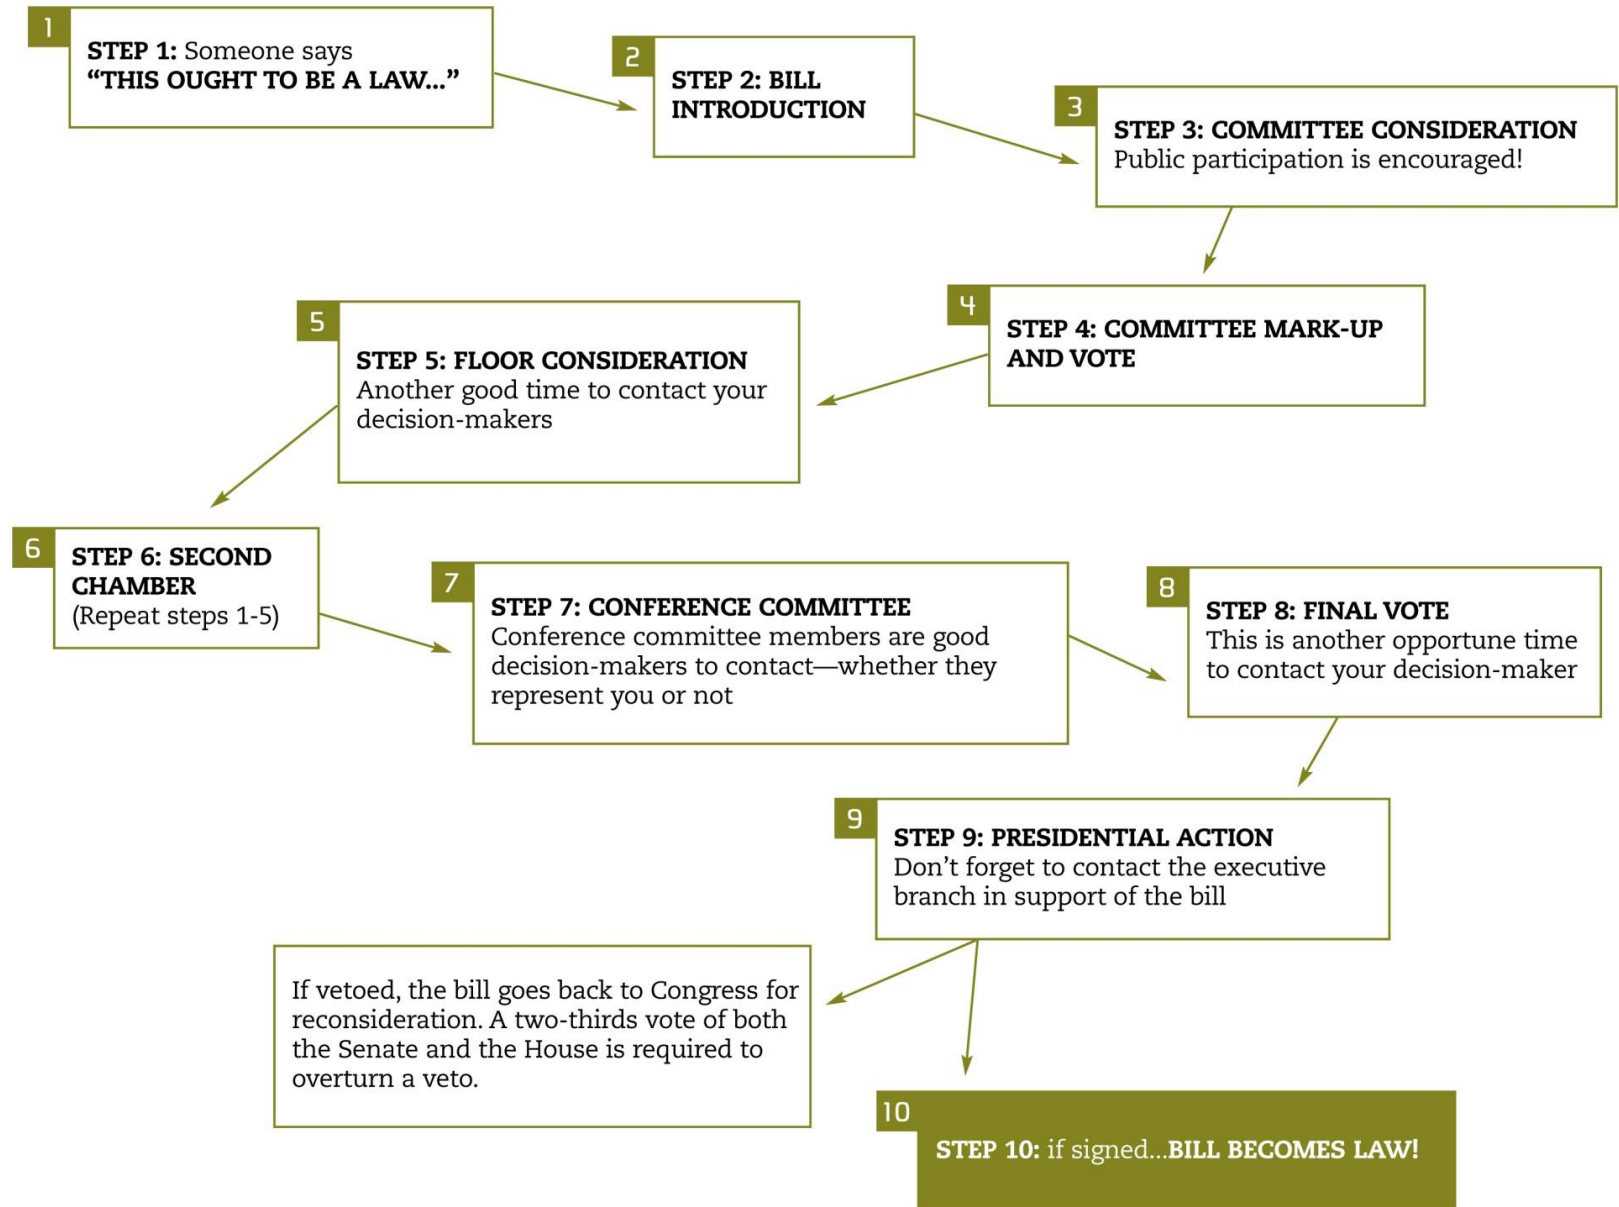 1
STEP 1: Someone says
“THIS OUGHT TO BE A LAW...”
2
STEP 2: BILL
INTRODUCTION
3
STEP 3: COMMITTEE CONSIDERATION
Public participation is encouraged!
4
STEP 4: COMMITTEE MARK-UP
AND VOTE
5
STEP 5: FLOOR CONSIDERATION
Another good time to contact your
decision-makers
6
STEP 6: SECOND
CHAMBER
(Repeat steps 1-5)
7
STEP 7: CONFERENCE COMMITTEE
Conference committee members are good
decision-makers to contact—whether they
represent you or not
8
STEP 8: FINAL VOTE
This is another opportune time
to contact your decision-maker
9
STEP 9: PRESIDENTIAL ACTION
Don’t forget to contact the executive
branch in support of the bill
If vetoed, the bill goes back to Congress for
reconsideration. A two-thirds vote of both
the Senate and the House is required to
overturn a veto.
10
STEP 10: if signed...BILL BECOMES LAW!